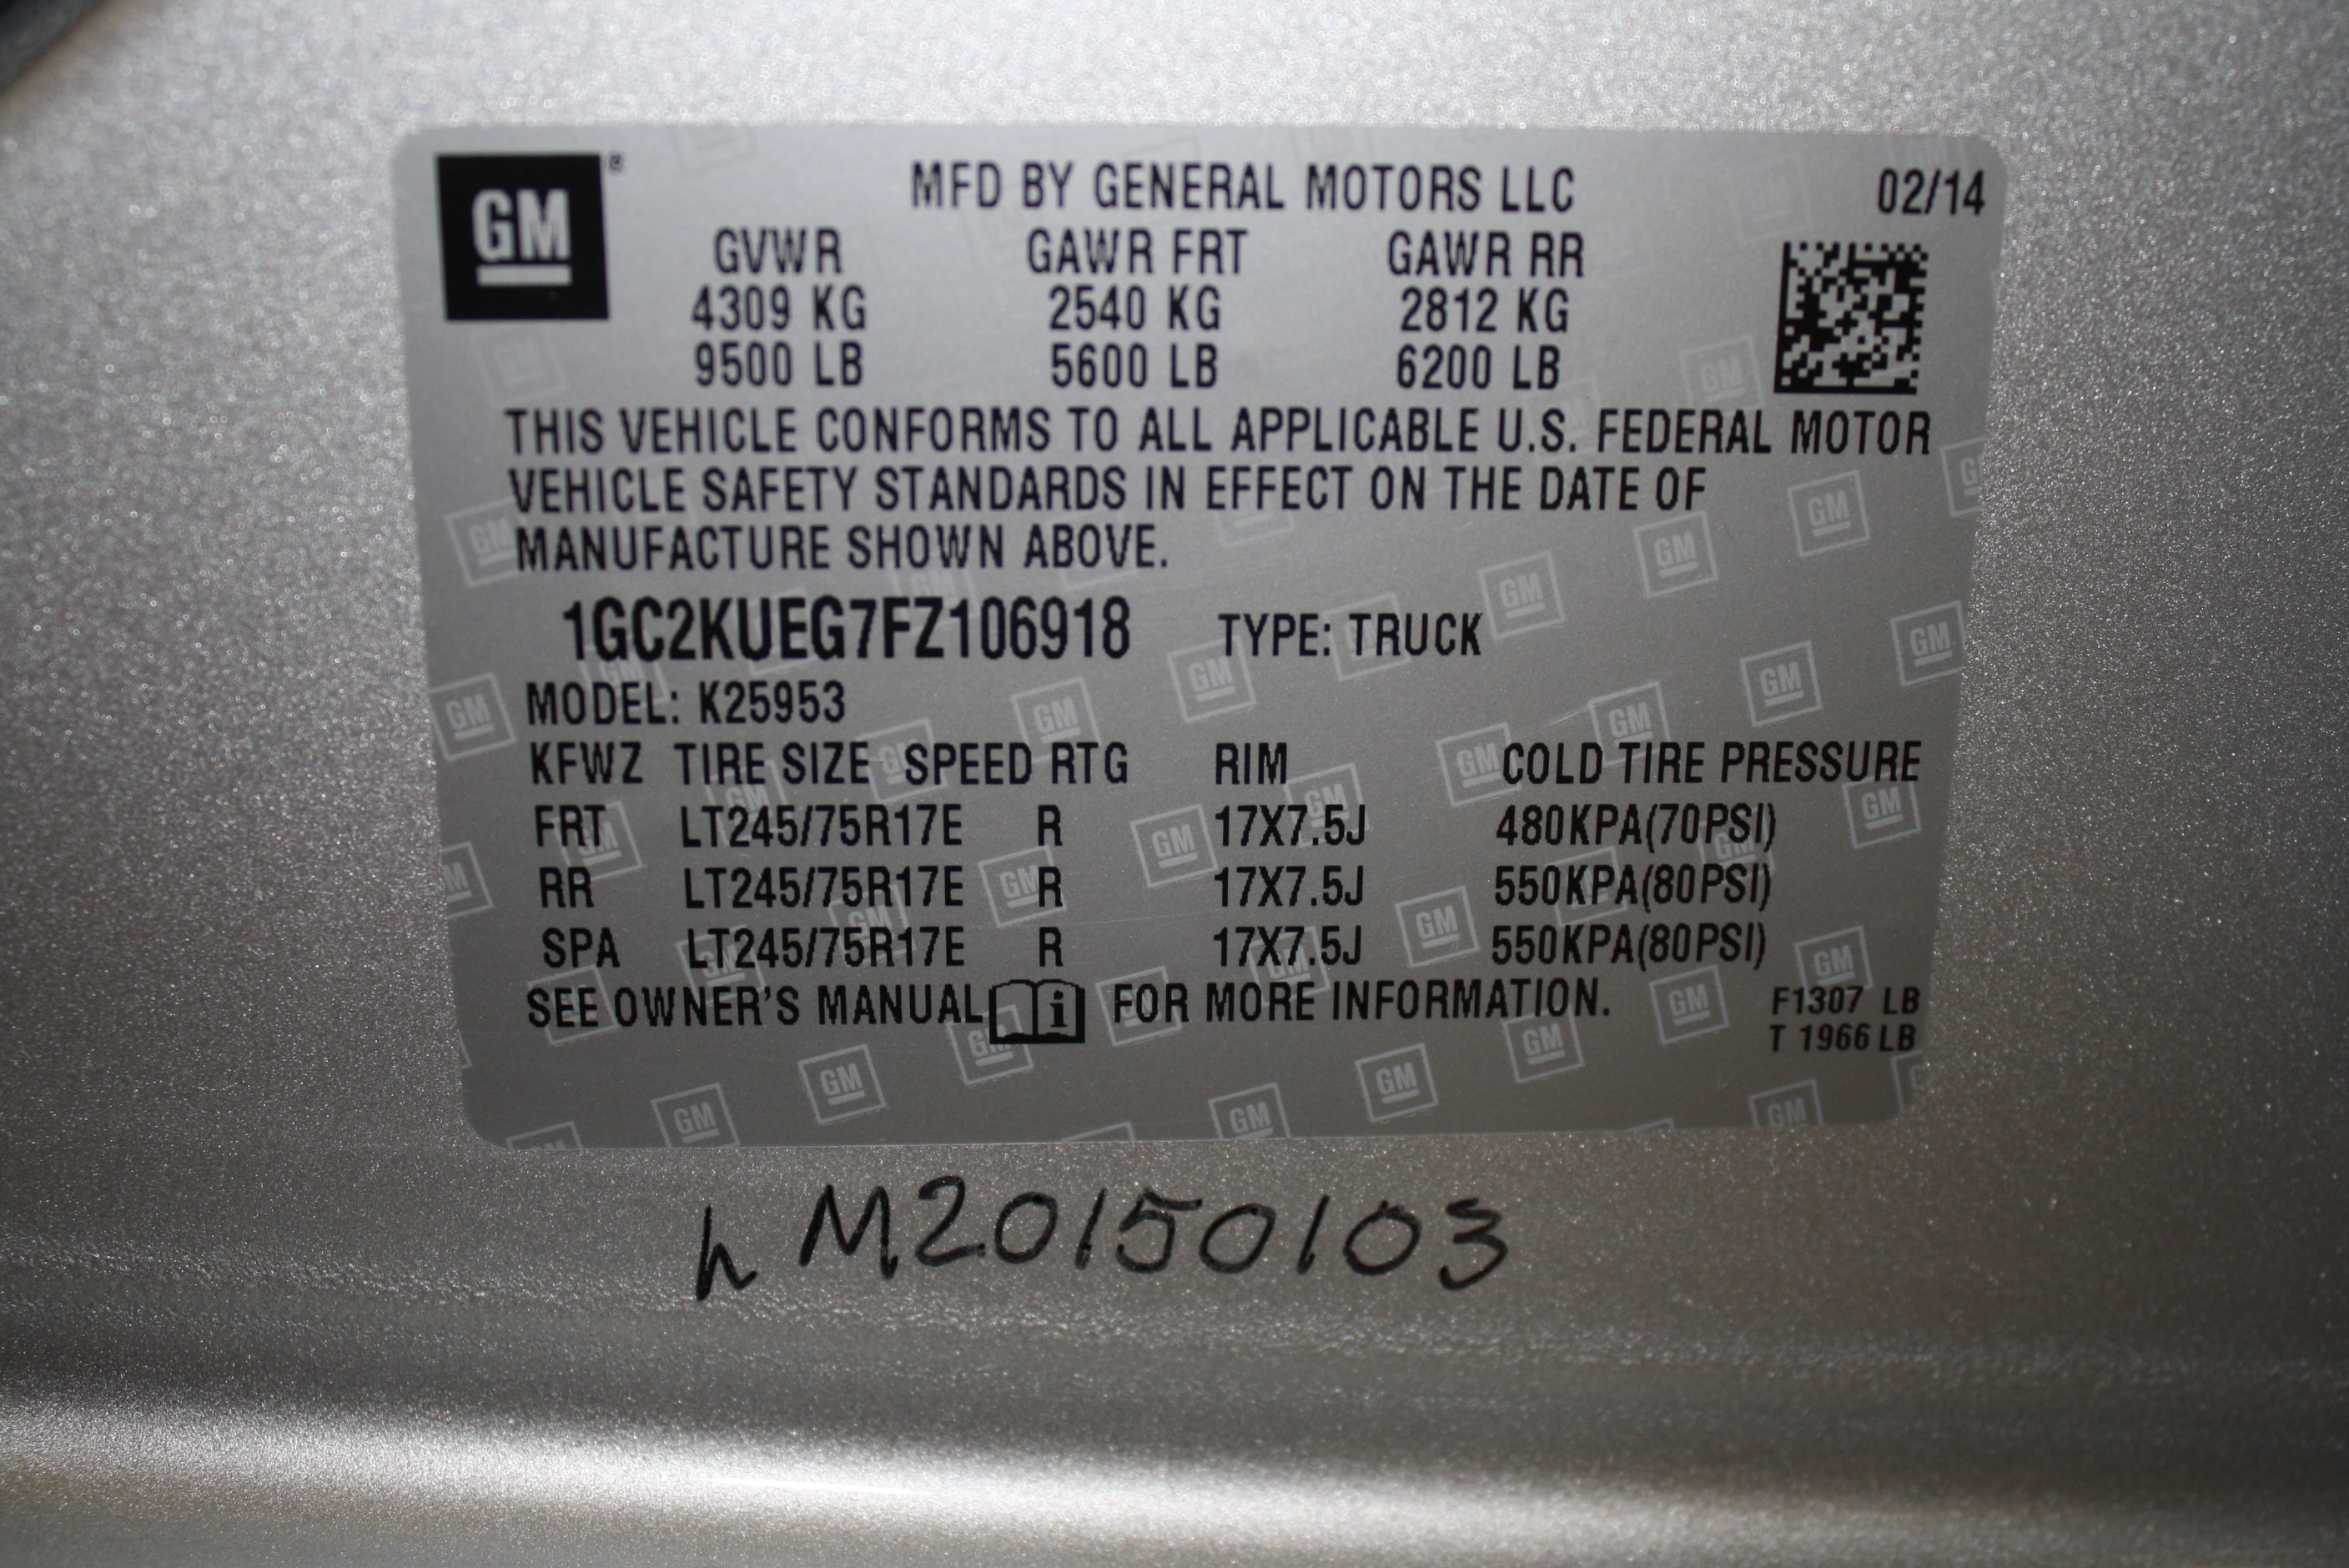 GM ®
MFD BY GENERAL MOTORS LLC 02/14
GVWR GAWR FRT GAWR RR
4309 KG 2540 KG 2812 KG
9500 LB 5600 LB 6200 LB
THIS VEHICLE CONFORMS TO ALL APPLICABLE U.S. FEDERAL MOTOR
VEHICLE SAFETY STANDARDS IN EFFECT ON THE DATE OF
MANUFACTURE SHOWN ABOVE.
1GC2KUEG7FZ106918 TYPE: TRUCK
MODEL: K25953
KFWZ TIRE SIZE SPEED RTG RIM COLD TIRE PRESSURE
FRT LT245/75R17E R 17X7.5J 480KPA(70PSI)
RR LT245/75R17E R 17X7.5J 550KPA(80PSI)
SPA LT245/75R17E R 17X7.5J 550KPA(80PSI)
SEE OWNER'S MANUAL i FOR MORE INFORMATION. F1307 LB
T 1966 LB
h M20150103